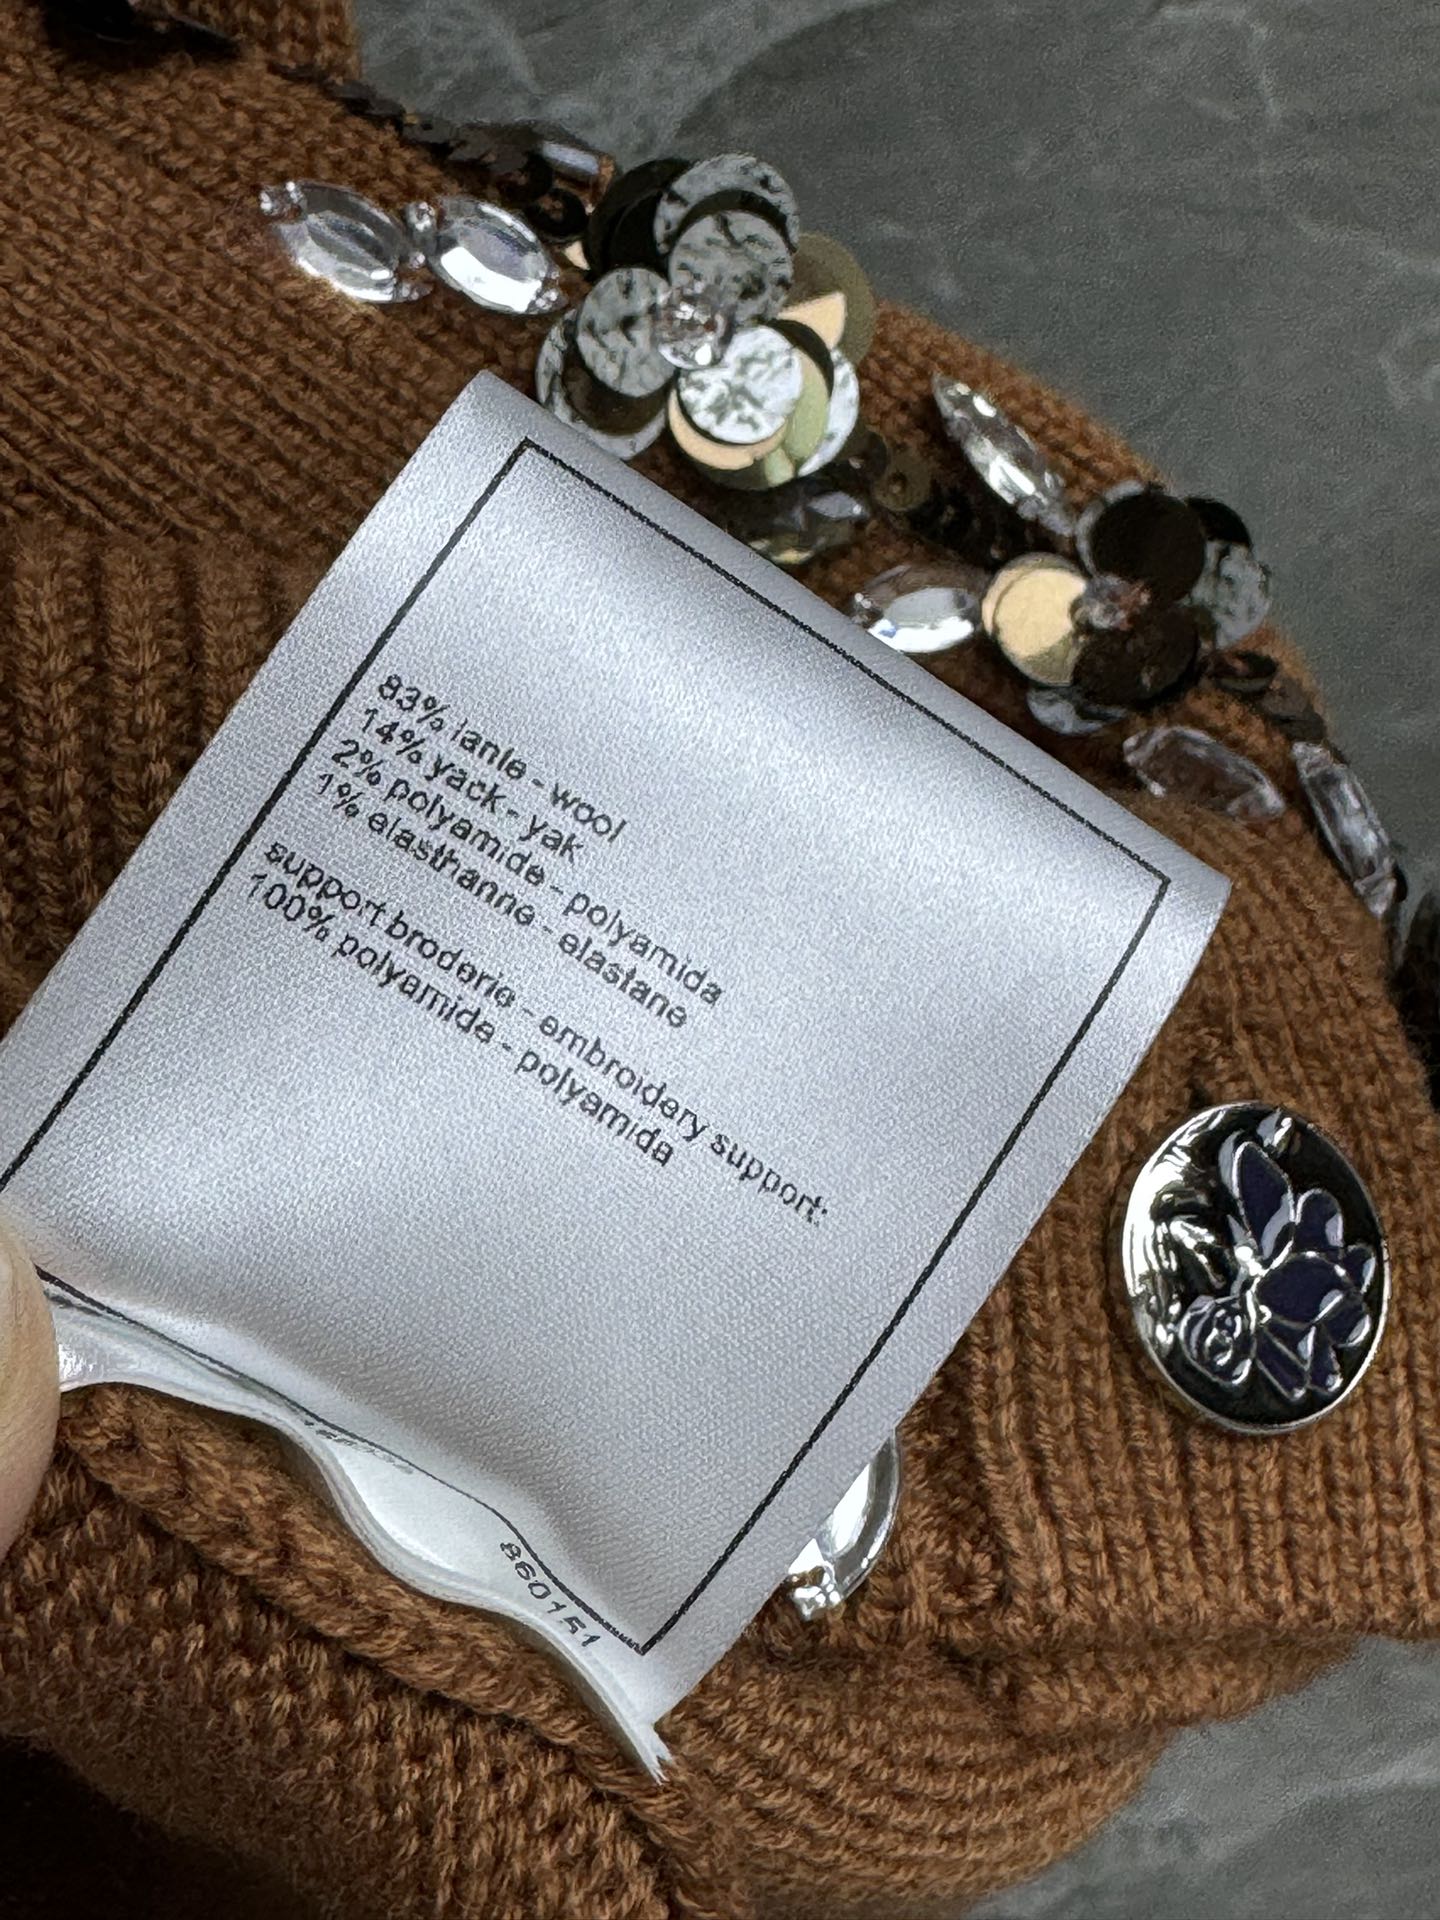 83% ianle - wool
14% yack - yak
2% polyamide - polyamida
1% elasthanne - elastane
support broderie - embroidery support:
100% polyamide - polyamida
860151